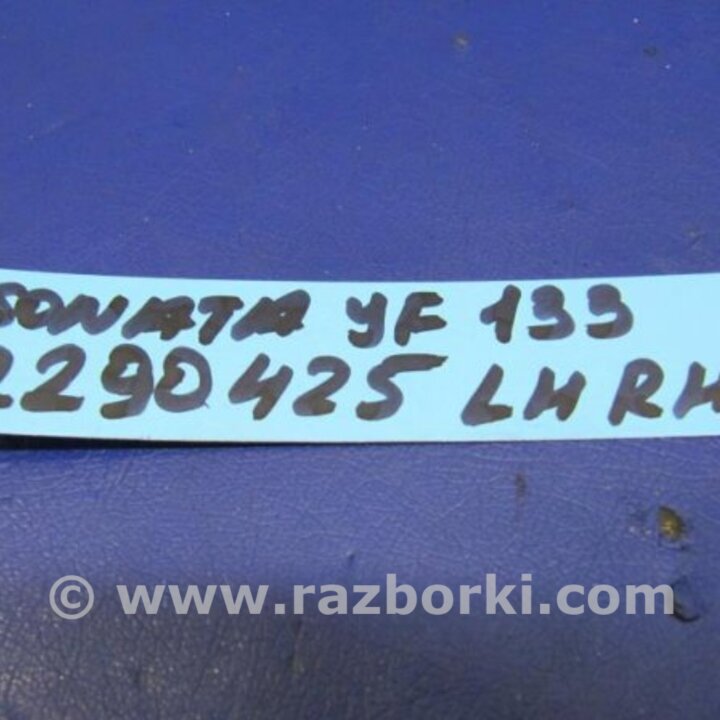 SONATA YF 133
2290425 LH RH
© www.razborki.com